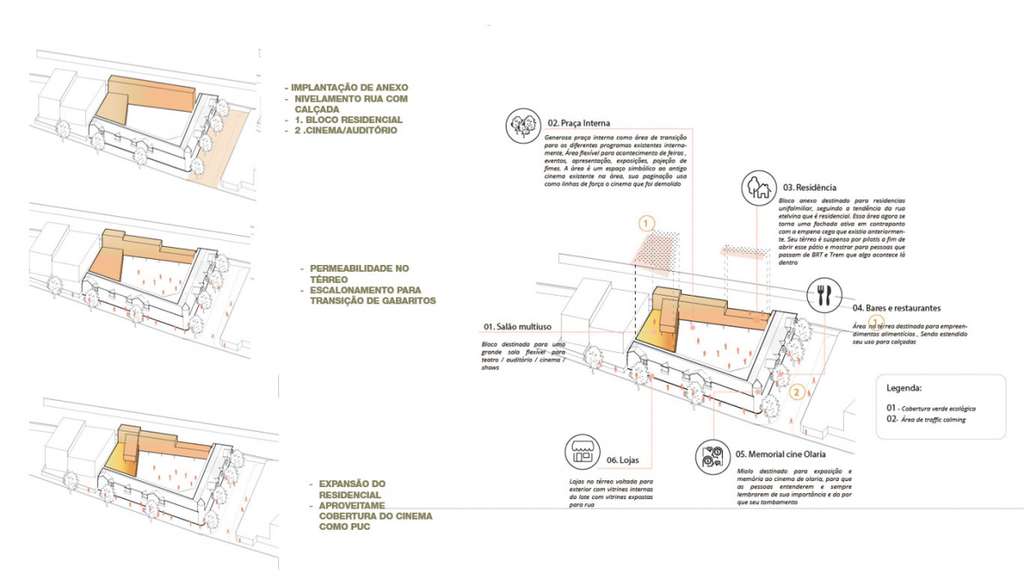 - IMPLANTAÇÃO DE ANEXO
- NIVELAMENTO RUA COM
CALÇADA
- 1. BLOCO RESIDENCIAL
- 2 .CINEMA/AUDITÓRIO
- PERMEABILIDADE NO
TÉRREO
- ESCALONAMENTO PARA
TRANSIÇÃO DE GABARITOS
- EXPANSÃO DO
RESIDENCIAL
- APROVEITAME
COBERTURA DO CINEMA
COMO PUC
02. Praça Interna
Generosa praça interna como área de transição
para os diferentes programas existentes interna-
mente, Área flexível para acontecimento de feiras ,
eventos, apresentação, exposições, pojeção de
fimes. A área é um espaço simbólico ao antigo
cinema existente na área, sua paginação usa
como linhas de força o cinema que foi demolido
03. Residência
Bloco anexo destinado para residencias
unifamiliar, seguindo a tendência da rua
etelvina que é residencial. Essa área agora se
torna uma fachada ativa em contraponto
com a empena cega que existia anteriormen-
te. Seu térreo é suspenso por pilotis a fim de
abrir esse pátio e mostrar para pessoas que
passam de BRT e Trem que algo acontece lá
dentro
1
04. Bares e restaurantes
Área no térreo destinada para empreen-
dimentos alimentícios , Sendo estendido
seu uso para calçadas
1
01. Salão multiuso
Bloco destinado para uma
grande sala flexível para
teatro / auditório / cinema /
shows
2
Legenda:
01 - Cobertura verde ecológica
02- Área de traffic calming
06. Lojas
Lojas no térreo voltada para
exterior com vitrines internas
do lote com vitrines expostas
para rua
05. Memorial cine Olaria
Miolo destinado para exposição e
memória ao cinema de olaria, para que
as pessoas entenderem e sempre
lembrarem de sua importância e do por
que seu tombamento